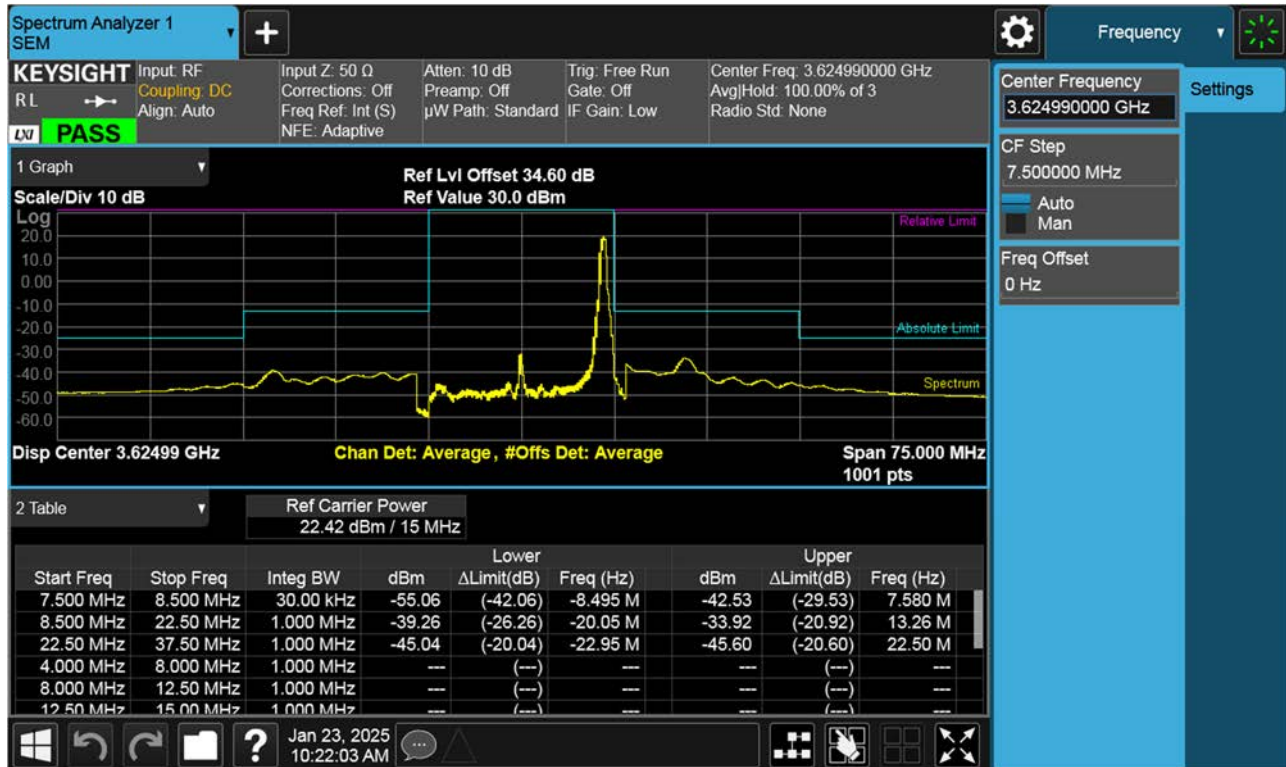 Spectrum Analyzer 1
SEM
Frequency
KEYSIGHT
RL
LXI PASS
Input: RF
Coupling: DC
Align: Auto
Input Z: 50 Ω
Corrections: Off
Freq Ref: Int (S)
NFE: Adaptive
Atten: 10 dB
Preamp: Off
µW Path: Standard
Trig: Free Run
Gate: Off
IF Gain: Low
Center Freq: 3.624990000 GHz
Avg|Hold: 100.00% of 3
Radio Std: None
Center Frequency
3.624990000 GHz
Settings
CF Step
7.500000 MHz
Auto
Man
Freq Offset
0 Hz
1 Graph
Ref Lvl Offset 34.60 dB
Scale/Div 10 dB
Ref Value 30.0 dBm
Log
20.0
10.0
0.00
-10.0
-20.0
-30.0
-40.0
-50.0
-60.0
Relative Limit
Absolute Limit
Spectrum
Disp Center 3.62499 GHz
Chan Det: Average, #Offs Det: Average
Span 75.000 MHz
1001 pts
2 Table
Ref Carrier Power
22.42 dBm / 15 MHz
Lower Upper
Start Freq Stop Freq Integ BW dBm ΔLimit(dB) Freq (Hz) dBm ΔLimit(dB) Freq (Hz)
7.500 MHz 8.500 MHz 30.00 kHz -55.06 (-42.06) -8.495 M -42.53 (-29.53) 7.580 M
8.500 MHz 22.50 MHz 1.000 MHz -39.26 (-26.26) -20.05 M -33.92 (-20.92) 13.26 M
22.50 MHz 37.50 MHz 1.000 MHz -45.04 (-20.04) -22.95 M -45.60 (-20.60) 22.50 M
4.000 MHz 8.000 MHz 1.000 MHz --- (---) --- --- (---) ---
8.000 MHz 12.50 MHz 1.000 MHz --- (---) --- --- (---) ---
12.50 MHz 15.00 MHz 1.000 MHz --- (---) --- --- (---) ---
Jan 23, 2025
10:22:03 AM